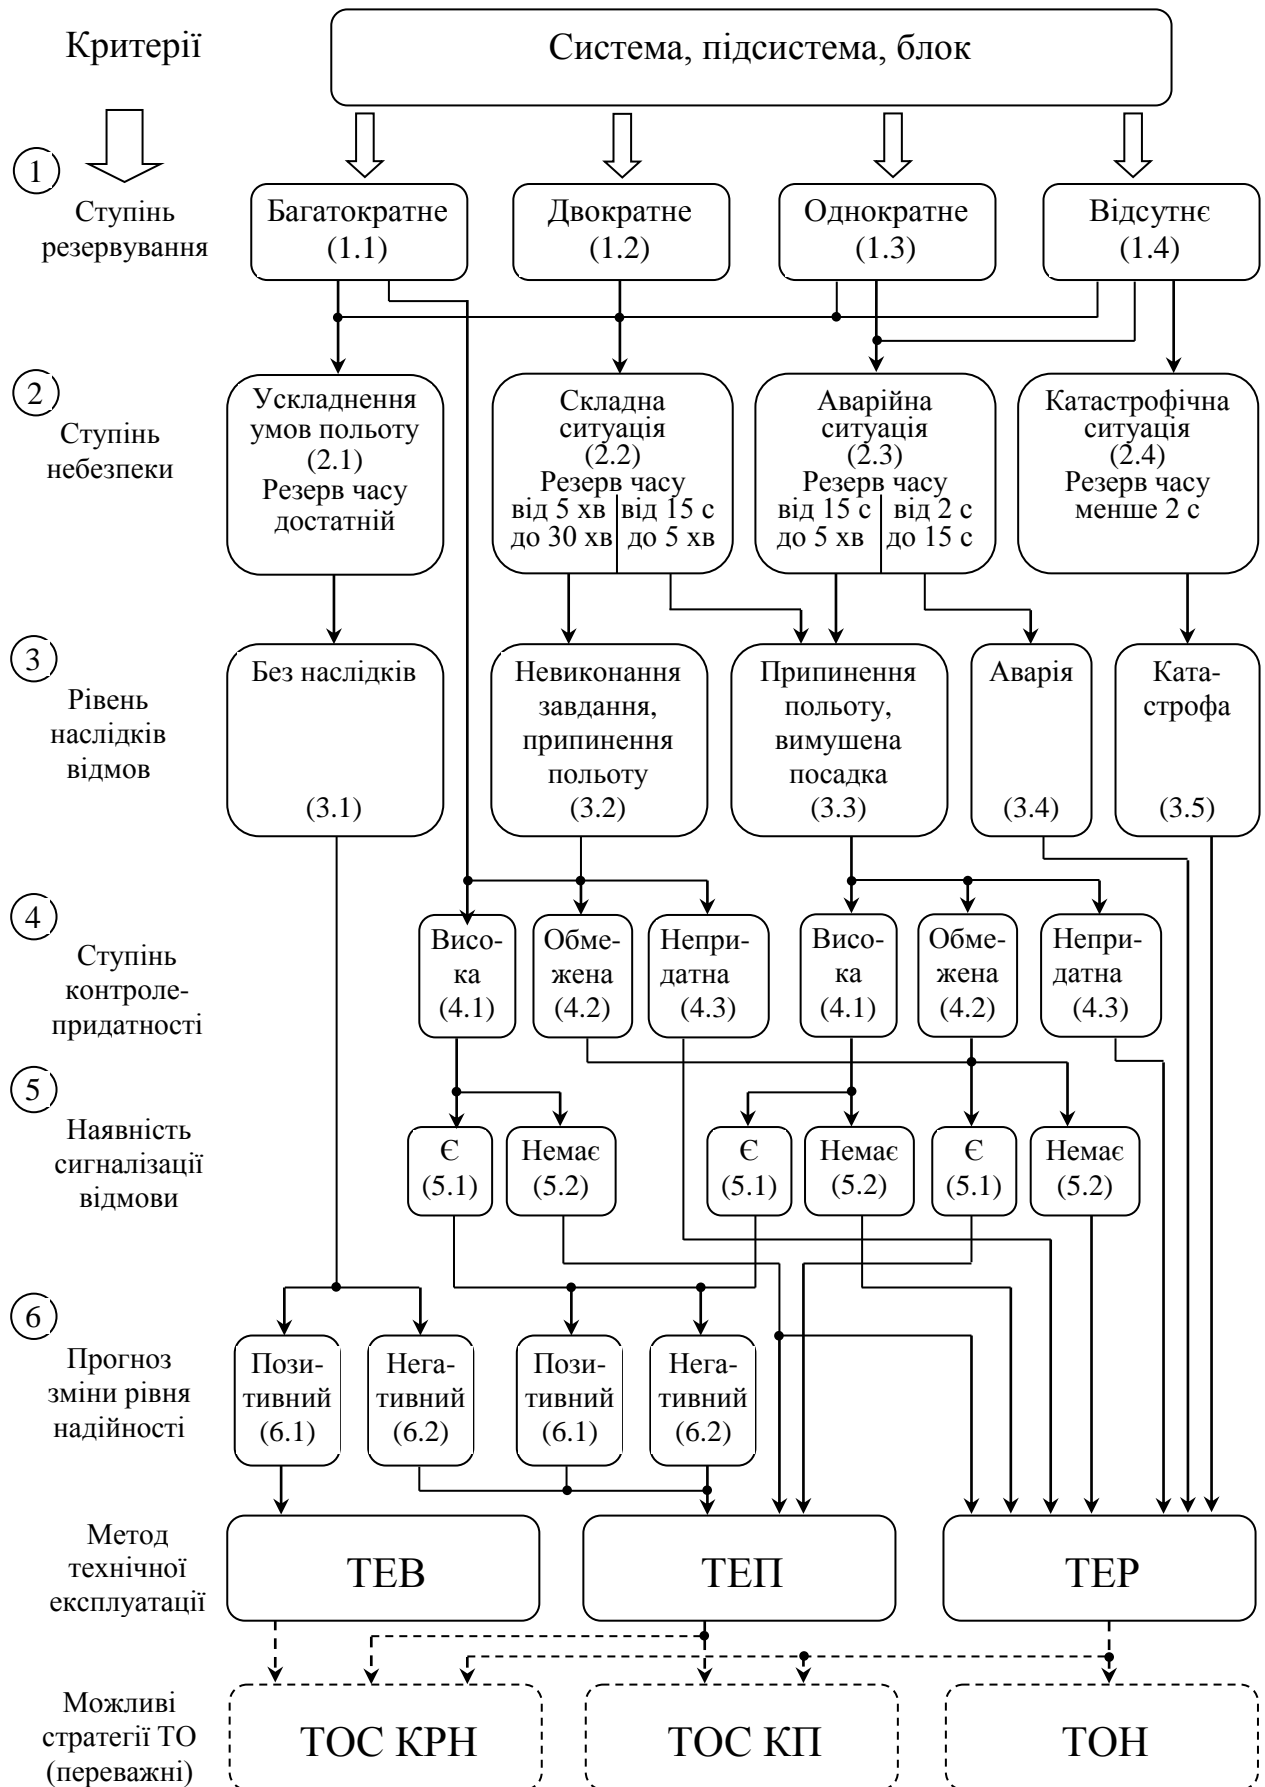 Критерії
Система, підсистема, блок
1
Ступінь
резервування
Багатократне
(1.1)
Двократне
(1.2)
Однократне
(1.3)
Відсутнє
(1.4)
2
Ступінь
небезпеки
Ускладнення
умов польоту
(2.1)
Резерв часу
достатній
Складна
ситуація
(2.2)
Резерв часу
від 5 хв
до 30 хв
від 15 с
до 5 хв
Аварійна
ситуація
(2.3)
Резерв часу
від 15 с
до 5 хв
від 2 с
до 15 с
Катастрофічна
ситуація
(2.4)
Резерв часу
менше 2 с
3
Рівень
наслідків
відмов
Без наслідків
(3.1)
Невиконання
завдання,
припинення
польоту
(3.2)
Припинення
польоту,
вимушена
посадка
(3.3)
Аварія
(3.4)
Ката-
строфа
(3.5)
4
Ступінь
контроле-
придатності
Висо-
ка
(4.1)
Обме-
жена
(4.2)
Непри-
датна
(4.3)
Висо-
ка
(4.1)
Обме-
жена
(4.2)
Непри-
датна
(4.3)
5
Наявність
сигналізації
відмови
Є
(5.1)
Немає
(5.2)
Є
(5.1)
Немає
(5.2)
Є
(5.1)
Немає
(5.2)
6
Прогноз
зміни рівня
надійності
Пози-
тивний
(6.1)
Нега-
тивний
(6.2)
Пози-
тивний
(6.1)
Нега-
тивний
(6.2)
Метод
технічної
експлуатації
ТЕВ
ТЕП
ТЕР
Можливі
стратегії ТО
(переважні)
ТОС КРН
ТОС КП
ТОН